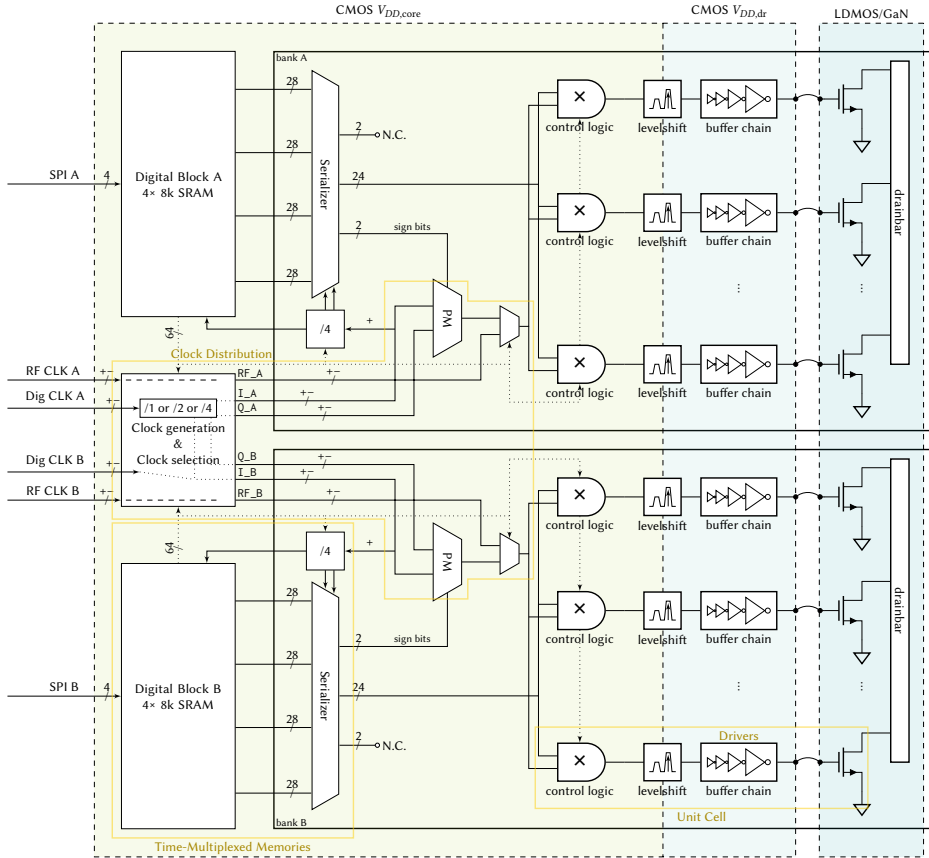 CMOS V_DD,core
CMOS V_DD,dr
LDMOS/GaN
bank A
28
2
N.C.
control logic
levelshift
buffer chain
28
SPI A
4
Digital Block A
4× 8k SRAM
Serializer
24
drainbar
28
2
sign bits
control logic
levelshift
buffer chain
28
...
...
PM
/4
+
64
Clock Distribution
control logic
levelshift
buffer chain
RF CLK A
+−
RF_A
+−
Dig CLK A
+−
/1 or /2 or /4
I_A
+−
Q_A
+−
Clock generation
&
Clock selection
Dig CLK B
+−
Q_B
+−
I_B
+−
RF CLK B
+−
RF_B
+−
control logic
levelshift
buffer chain
64
/4
+
PM
28
drainbar
2
sign bits
control logic
levelshift
buffer chain
28
SPI B
4
Digital Block B
4× 8k SRAM
Serializer
24
...
...
28
2
N.C.
Drivers
control logic
levelshift
buffer chain
28
Unit Cell
bank B
Time-Multiplexed Memories